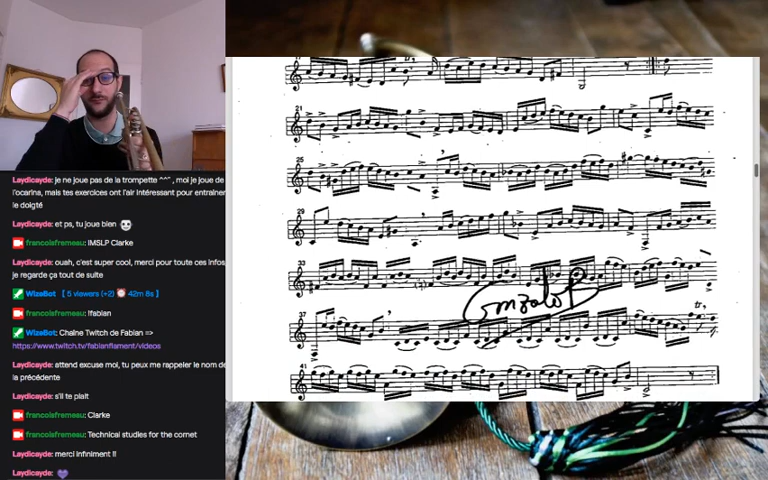 Laydicayde: je ne joue pas de la trompette ^^' , moi je joue de
l'ocarina, mais tes exercices ont l'air intéressant pour entrainer
le doigté
Laydicayde: et ps, tu joue bien
francoisfremeau: IMSLP Clarke
Laydicayde: ouah, c'est super cool, merci pour toute ces infos,
je regarde ça tout de suite
WizeBot [ 5 viewers (+2) 42m 8s ]
francoisfremeau: !fabian
WizeBot: Chaîne Twitch de Fabian =>
https://www.twitch.tv/fabianflament/videos
Laydicayde: attend excuse moi, tu peux me rappeler le nom de
la précédente
Laydicayde: s'il te plait
francoisfremeau: Clarke
francoisfremeau: Technical studies for the cornet
Laydicayde: merci infiniment !!
Laydicayde:
21
25
29
33
Gonzalo B
37
tr
41